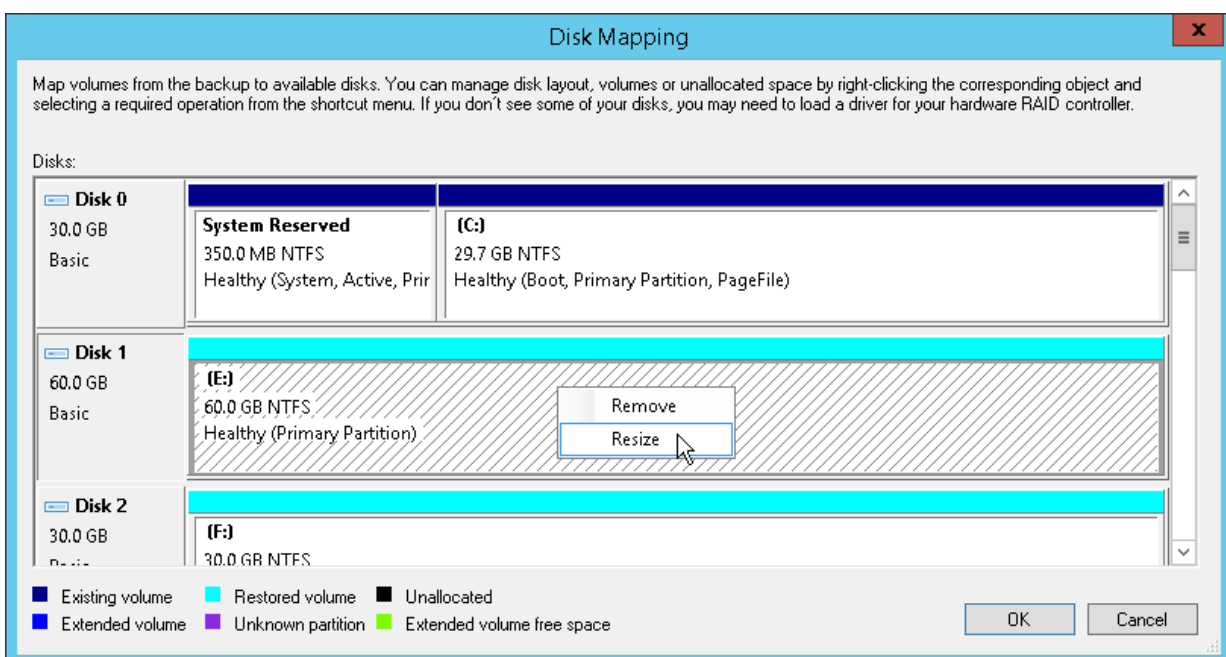 Disk Mapping
x
Map volumes from the backup to available disks. You can manage disk layout, volumes or unallocated space by right-clicking the corresponding object and
selecting a required operation from the shortcut menu. If you don´t see some of your disks, you may need to load a driver for your hardware RAID controller.
Disks:
Disk 0
30.0 GB
Basic
System Reserved
350.0 MB NTFS
Healthy (System, Active, Prir
(C:)
29.7 GB NTFS
Healthy (Boot, Primary Partition, PageFile)
Disk 1
60.0 GB
Basic
(E:)
60.0 GB NTFS
Healthy (Primary Partition)
Remove
Resize
Disk 2
30.0 GB
(F:)
30.0 GB NTFS
Existing volume
Restored volume
Unallocated
Extended volume
Unknown partition
Extended volume free space
OK
Cancel